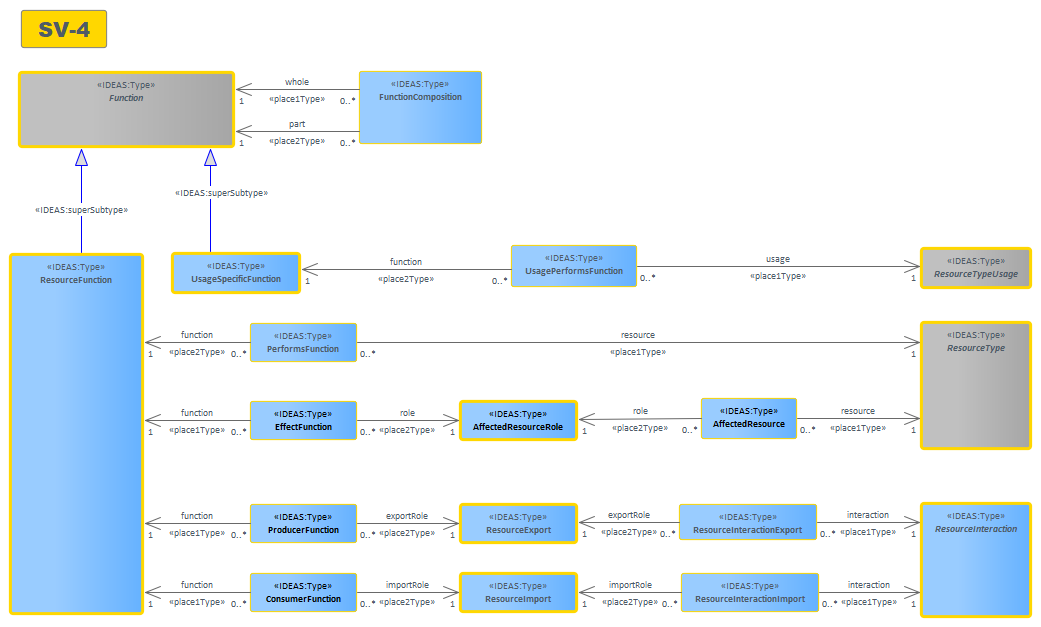 SV-4
«IDEAS:Type»
Function
whole
1 «place1Type» 0..*
part
1 «place2Type» 0..*
«IDEAS:Type»
FunctionComposition
«IDEAS:superSubtype»
«IDEAS:superSubtype»
«IDEAS:Type»
ResourceFunction
«IDEAS:Type»
UsageSpecificFunction
function
1 «place2Type» 0..*
«IDEAS:Type»
UsagePerformsFunction
usage
0..* «place1Type» 1
«IDEAS:Type»
ResourceTypeUsage
function
1 «place2Type» 0..*
«IDEAS:Type»
PerformsFunction
resource
0..* «place1Type» 1
«IDEAS:Type»
ResourceType
function
1 «place1Type» 0..*
«IDEAS:Type»
EffectFunction
role
0..* «place2Type» 1
«IDEAS:Type»
AffectedResourceRole
role
1 «place2Type» 0..*
«IDEAS:Type»
AffectedResource
resource
0..* «place1Type» 1
function
1 «place1Type» 0..*
«IDEAS:Type»
ProducerFunction
exportRole
0..* «place2Type» 1
«IDEAS:Type»
ResourceExport
exportRole
1 «place2Type» 0..*
«IDEAS:Type»
ResourceInteractionExport
interaction
0..* «place1Type» 1
«IDEAS:Type»
ResourceInteraction
function
1 «place1Type» 0..*
«IDEAS:Type»
ConsumerFunction
importRole
0..* «place2Type» 1
«IDEAS:Type»
ResourceImport
importRole
1 «place2Type» 0..*
«IDEAS:Type»
ResourceInteractionImport
interaction
0..* «place1Type» 1